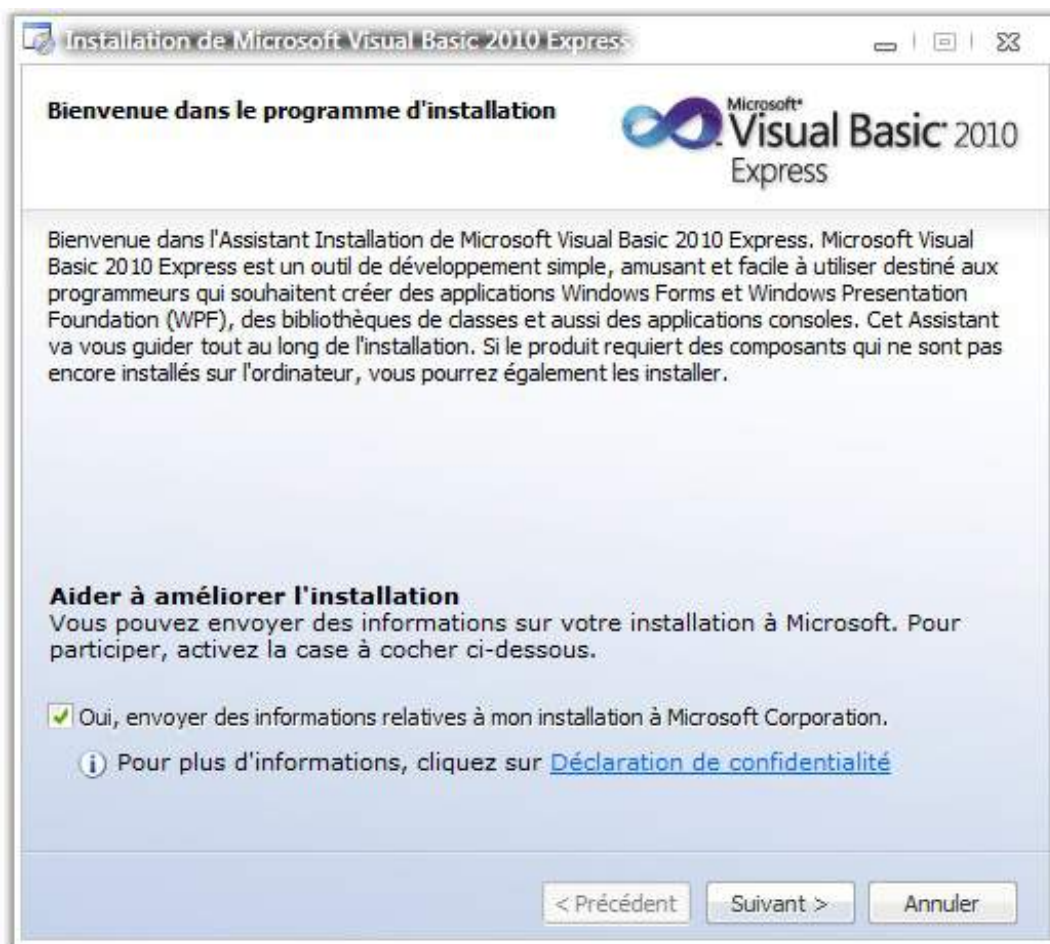 Installation de Microsoft Visual Basic 2010 Express
Bienvenue dans le programme d'installation
Microsoft®
Visual Basic 2010
Express
Bienvenue dans l'Assistant Installation de Microsoft Visual Basic 2010 Express. Microsoft Visual
Basic 2010 Express est un outil de développement simple, amusant et facile à utiliser destiné aux
programmeurs qui souhaitent créer des applications Windows Forms et Windows Presentation
Foundation (WPF), des bibliothèques de classes et aussi des applications consoles. Cet Assistant
va vous guider tout au long de l'installation. Si le produit requiert des composants qui ne sont pas
encore installés sur l'ordinateur, vous pourrez également les installer.
Aider à améliorer l'installation
Vous pouvez envoyer des informations sur votre installation à Microsoft. Pour
participer, activez la case à cocher ci-dessous.
Oui, envoyer des informations relatives à mon installation à Microsoft Corporation.
Pour plus d'informations, cliquez sur Déclaration de confidentialité
< Précédent Suivant > Annuler